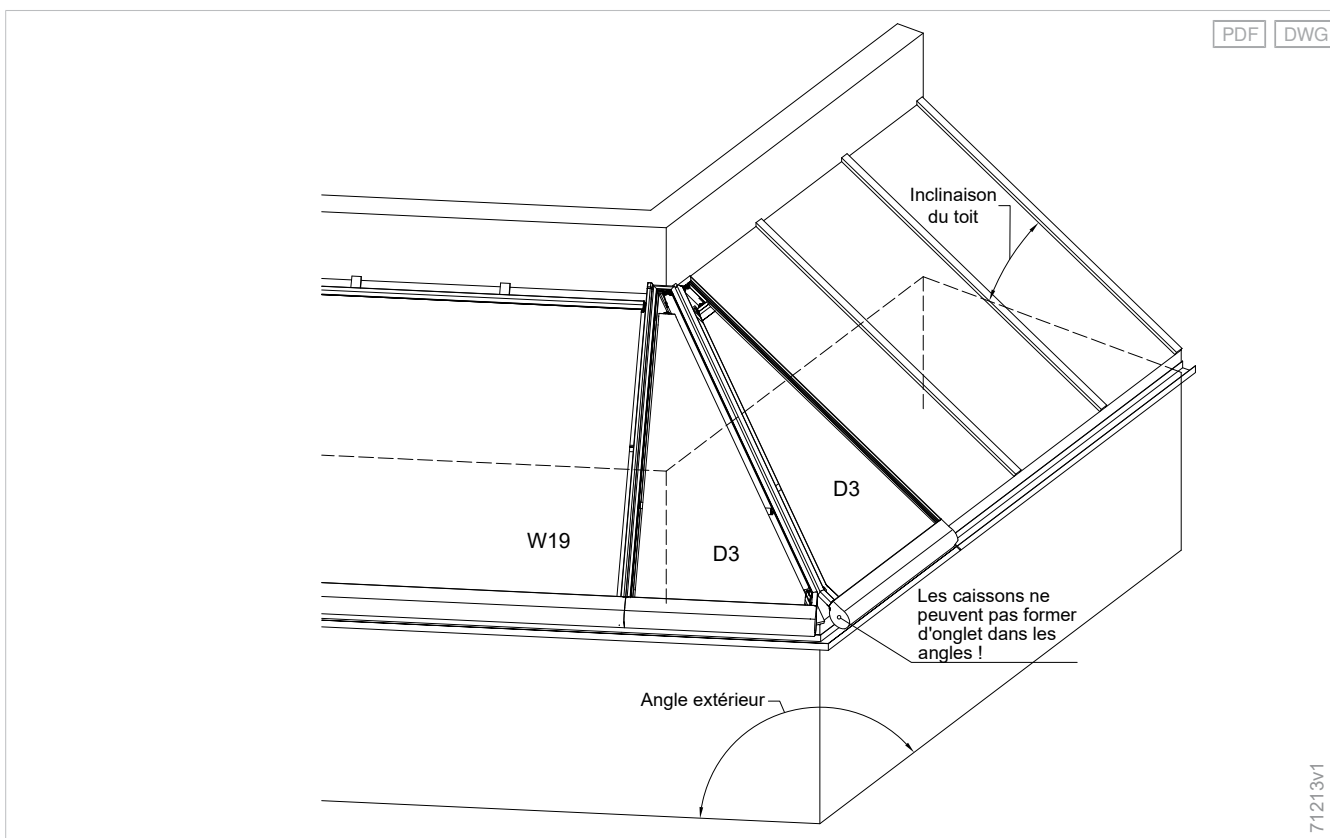 PDF DWG
Inclinaison
du toit
D3
W19
D3
Les caissons ne
peuvent pas former
d'onglet dans les
angles !
Angle extérieur
71213v1